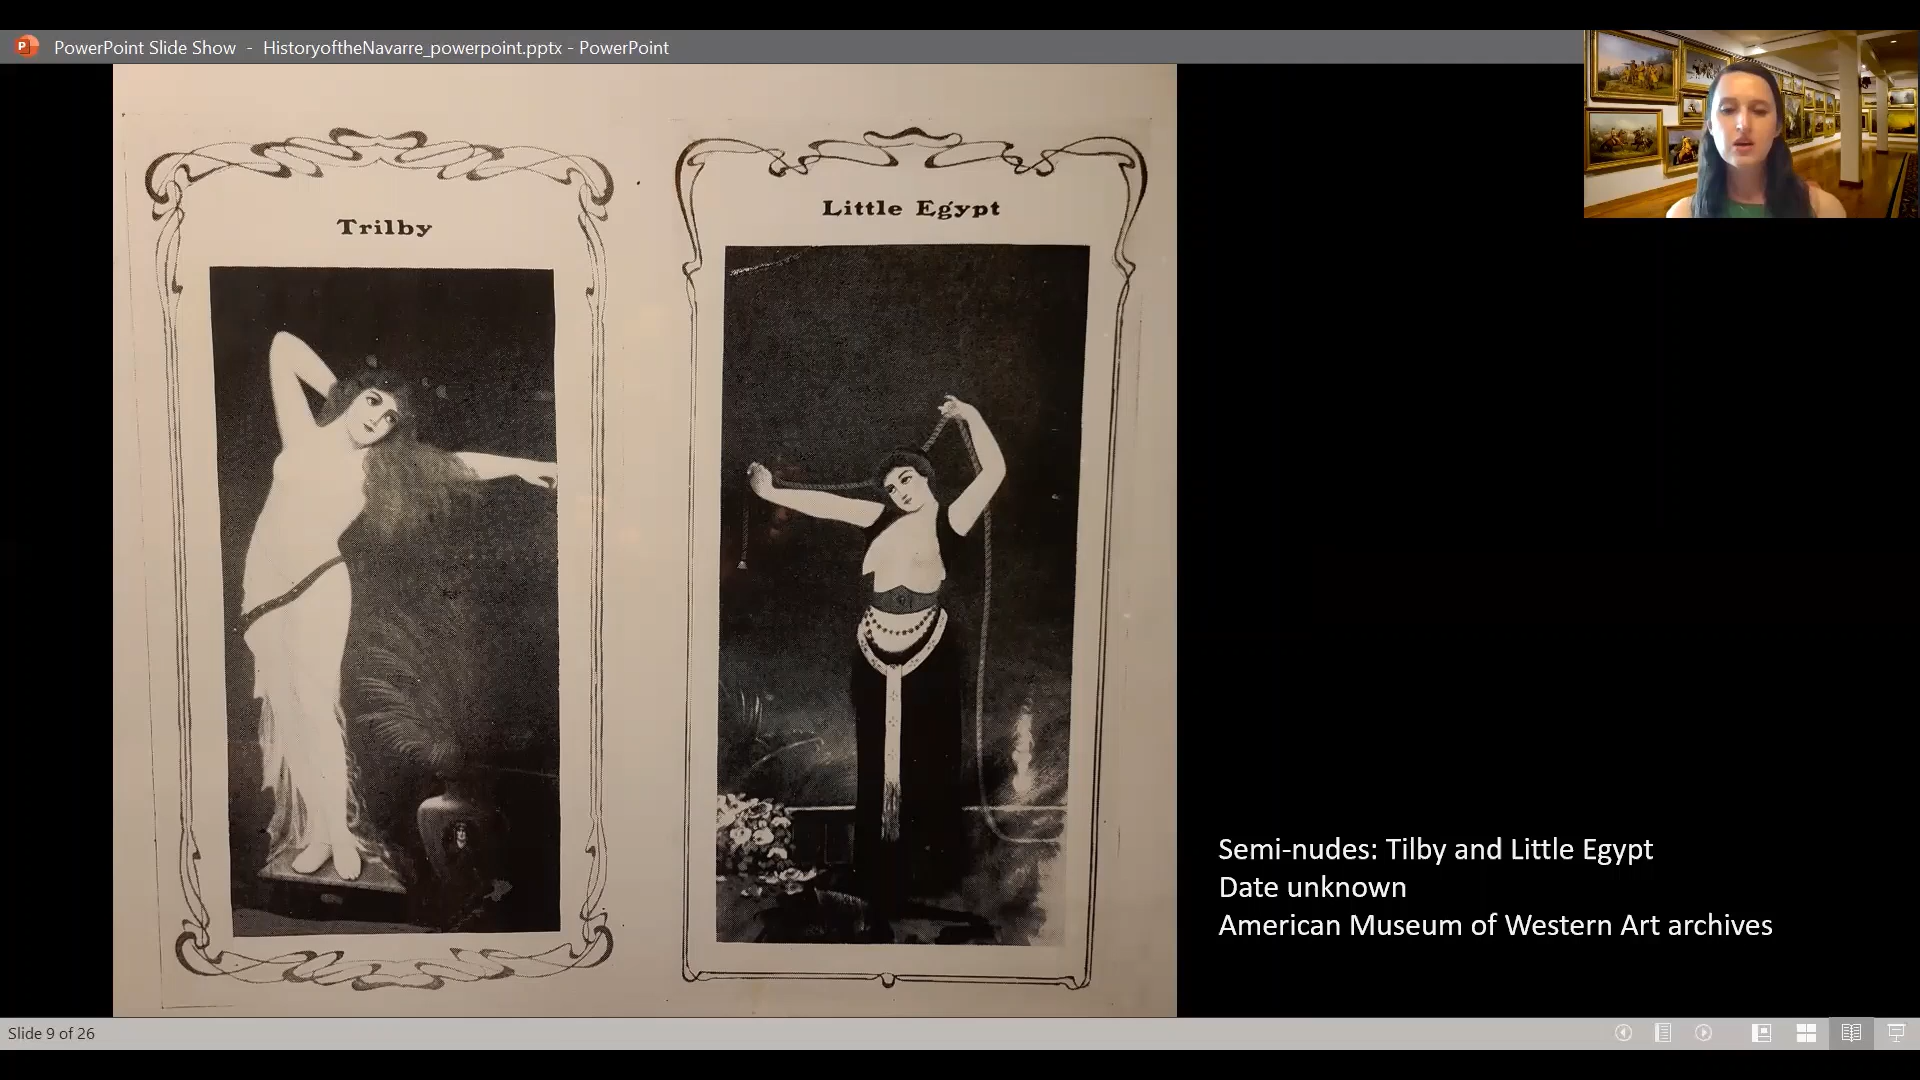 PowerPoint Slide Show - HistoryoftheNavarre_powerpoint.pptx - PowerPoint
Trilby
Little Egypt
Semi-nudes: Tilby and Little Egypt
Date unknown
American Museum of Western Art archives
Slide 9 of 26